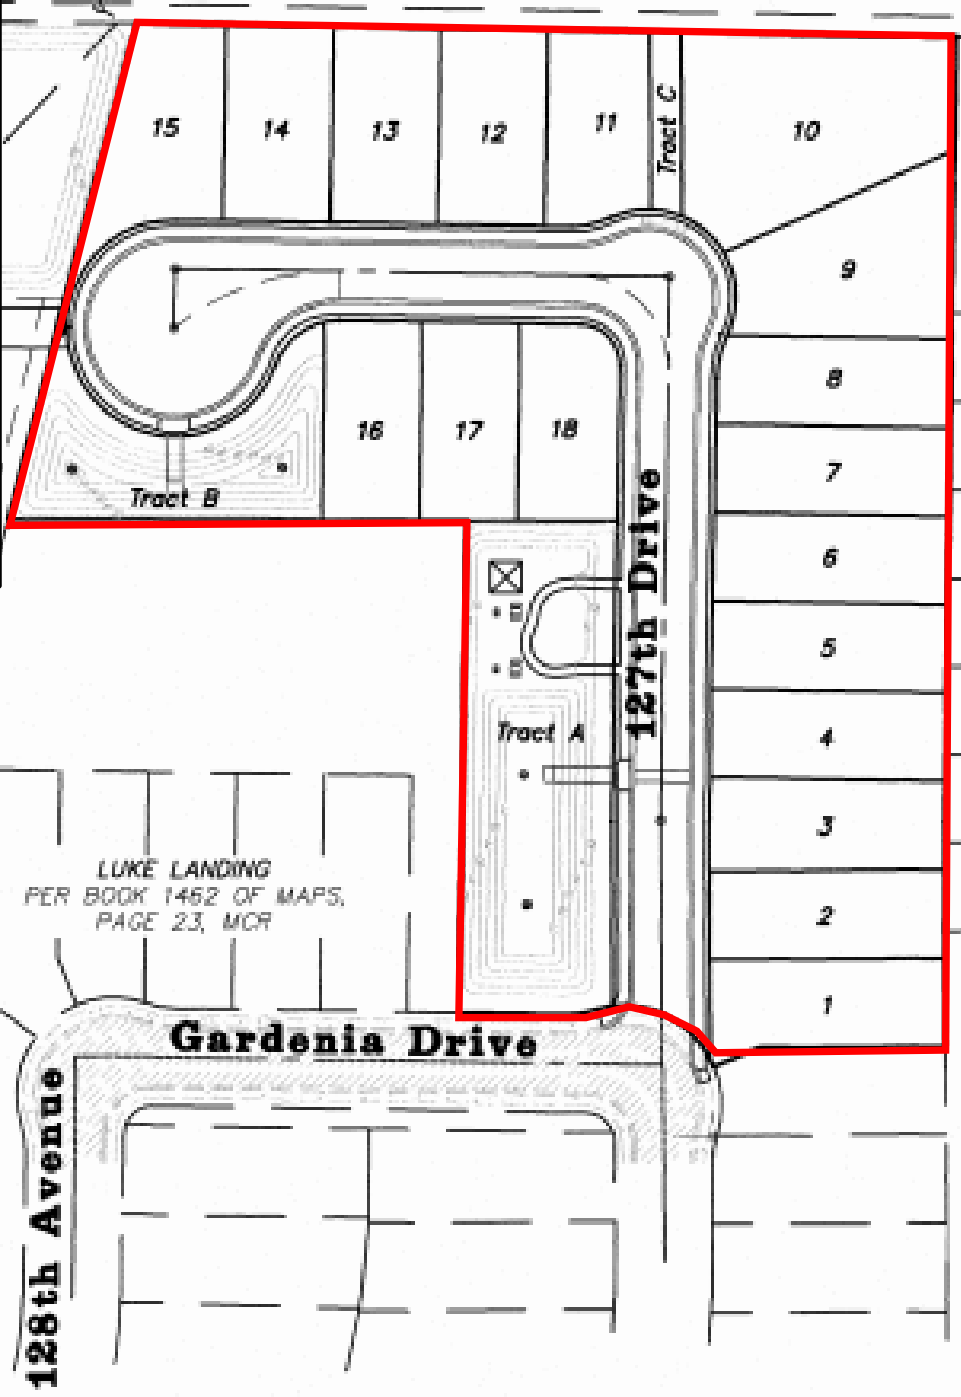 15
14
13
12
11
Tract C
10
9
8
16
17
18
7
Tract B
127th Drive
6
5
Tract A
4
3
LUKE LANDING
PER BOOK 1462 OF MAPS,
PAGE 23, MCR
2
1
Gardenia Drive
128th Avenue